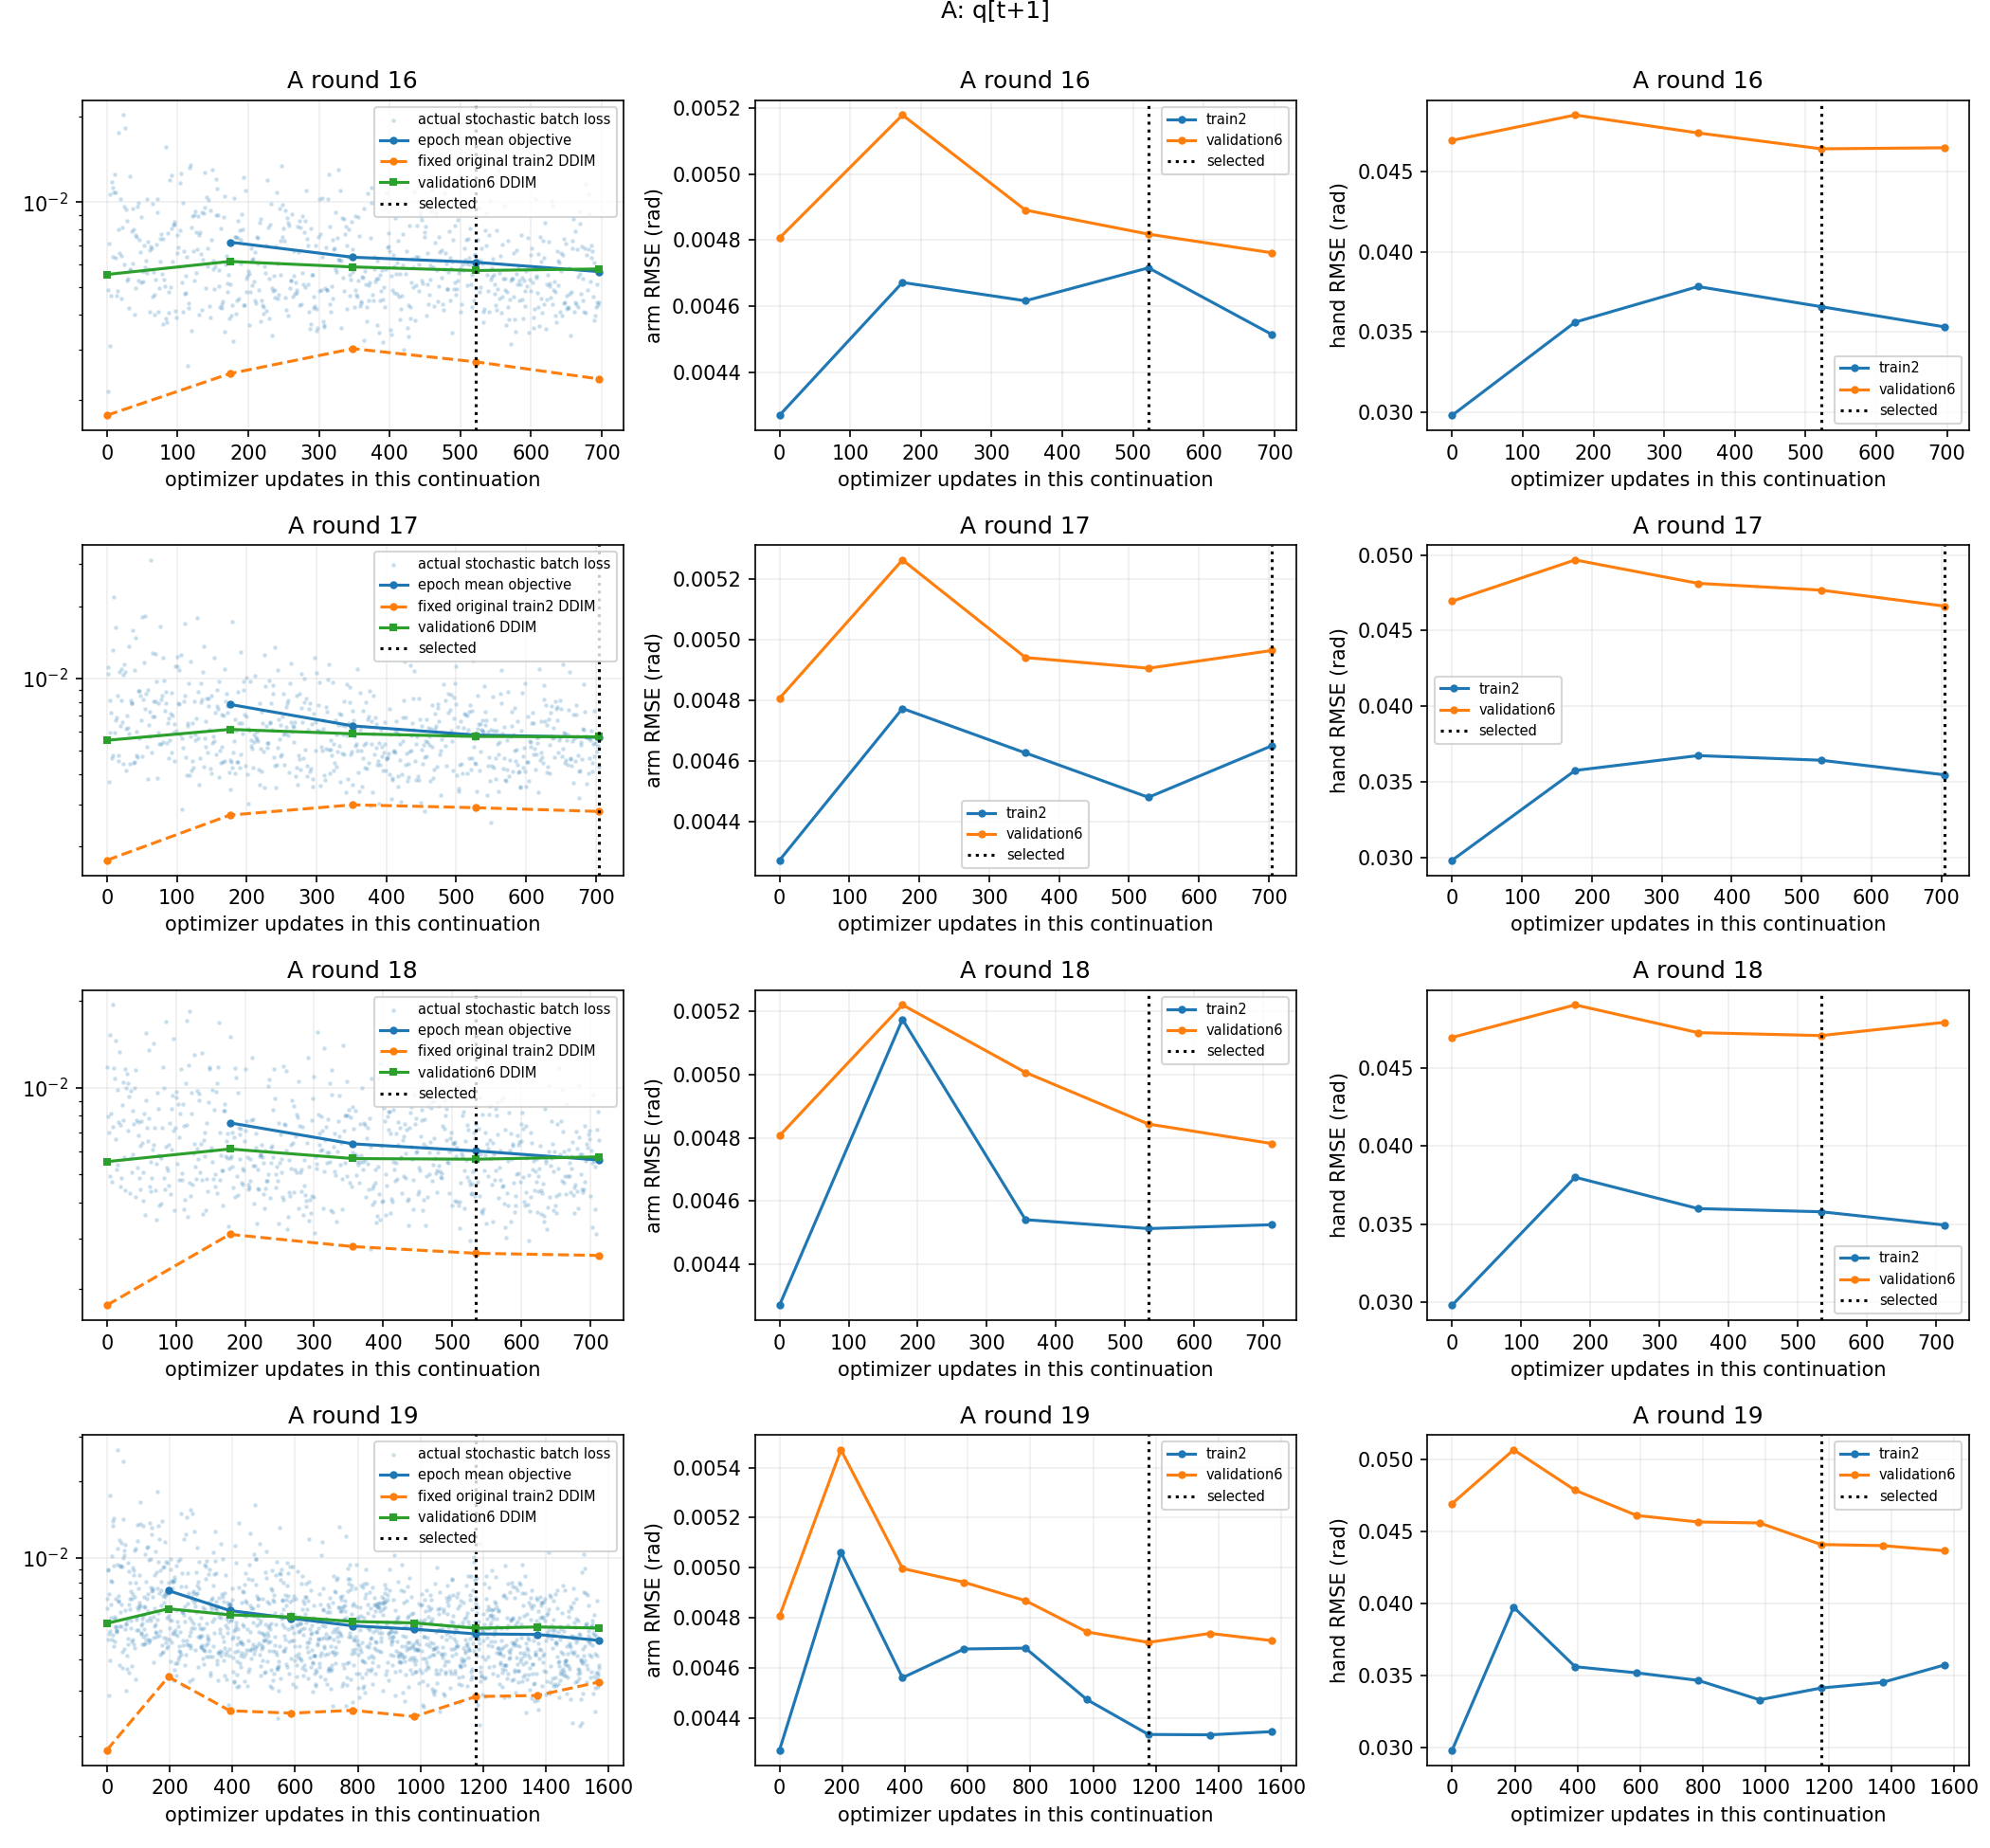 A: q[t+1]
A round 16
10⁻²
actual stochastic batch loss
epoch mean objective
fixed original train2 DDIM
validation6 DDIM
selected
0 100 200 300 400 500 600 700
optimizer updates in this continuation
A round 16
arm RMSE (rad)
0.0052
0.0050
0.0048
0.0046
0.0044
train2
validation6
selected
0 100 200 300 400 500 600 700
optimizer updates in this continuation
A round 16
hand RMSE (rad)
0.045
0.040
0.035
0.030
train2
validation6
selected
0 100 200 300 400 500 600 700
optimizer updates in this continuation
A round 17
10⁻²
actual stochastic batch loss
epoch mean objective
fixed original train2 DDIM
validation6 DDIM
selected
0 100 200 300 400 500 600 700
optimizer updates in this continuation
A round 17
arm RMSE (rad)
0.0052
0.0050
0.0048
0.0046
0.0044
train2
validation6
selected
0 100 200 300 400 500 600 700
optimizer updates in this continuation
A round 17
hand RMSE (rad)
0.050
0.045
0.040
0.035
0.030
train2
validation6
selected
0 100 200 300 400 500 600 700
optimizer updates in this continuation
A round 18
10⁻²
actual stochastic batch loss
epoch mean objective
fixed original train2 DDIM
validation6 DDIM
selected
0 100 200 300 400 500 600 700
optimizer updates in this continuation
A round 18
arm RMSE (rad)
0.0052
0.0050
0.0048
0.0046
0.0044
train2
validation6
selected
0 100 200 300 400 500 600 700
optimizer updates in this continuation
A round 18
hand RMSE (rad)
0.045
0.040
0.035
0.030
train2
validation6
selected
0 100 200 300 400 500 600 700
optimizer updates in this continuation
A round 19
10⁻²
actual stochastic batch loss
epoch mean objective
fixed original train2 DDIM
validation6 DDIM
selected
0 200 400 600 800 1000 1200 1400 1600
optimizer updates in this continuation
A round 19
arm RMSE (rad)
0.0054
0.0052
0.0050
0.0048
0.0046
0.0044
train2
validation6
selected
0 200 400 600 800 1000 1200 1400 1600
optimizer updates in this continuation
A round 19
hand RMSE (rad)
0.050
0.045
0.040
0.035
0.030
train2
validation6
selected
0 200 400 600 800 1000 1200 1400 1600
optimizer updates in this continuation